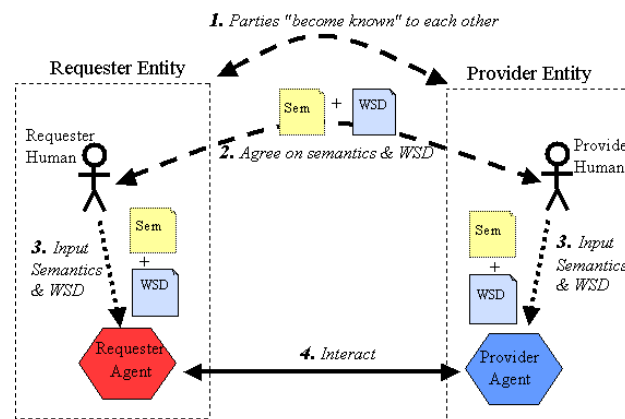 1. Parties "become known" to each other
Requester Entity
Provider Entity
Sem
+
WSD
Requester
Human
Provider
Human
2. Agree on semantics & WSD
3. Input
Semantics
& WSD
Sem
+
WSD
Sem
+
WSD
3. Input
Semantics
& WSD
Requester
Agent
4. Interact
Provider
Agent